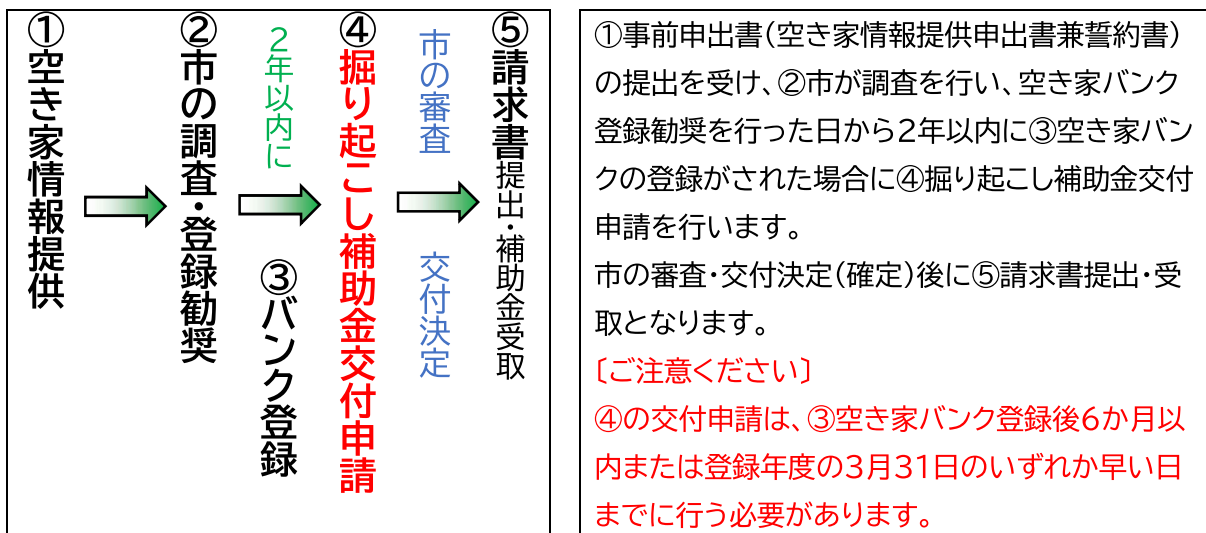 ①空き家情報提供
②市の調査・登録勧奨
2年以内に
③バンク登録
④掘り起こし補助金交付申請
市の審査
交付決定
⑤請求書提出・補助金受取
①事前申出書(空き家情報提供申出書兼誓約書)
の提出を受け、②市が調査を行い、空き家バンク
登録勧奨を行った日から2年以内に③空き家バン
クの登録がされた場合に④掘り起こし補助金交付
申請を行います。
市の審査・交付決定(確定)後に⑤請求書提出・受
取となります。
〔ご注意ください〕
④の交付申請は、③空き家バンク登録後6か月以
内または登録年度の3月31日のいずれか早い日
までに行う必要があります。